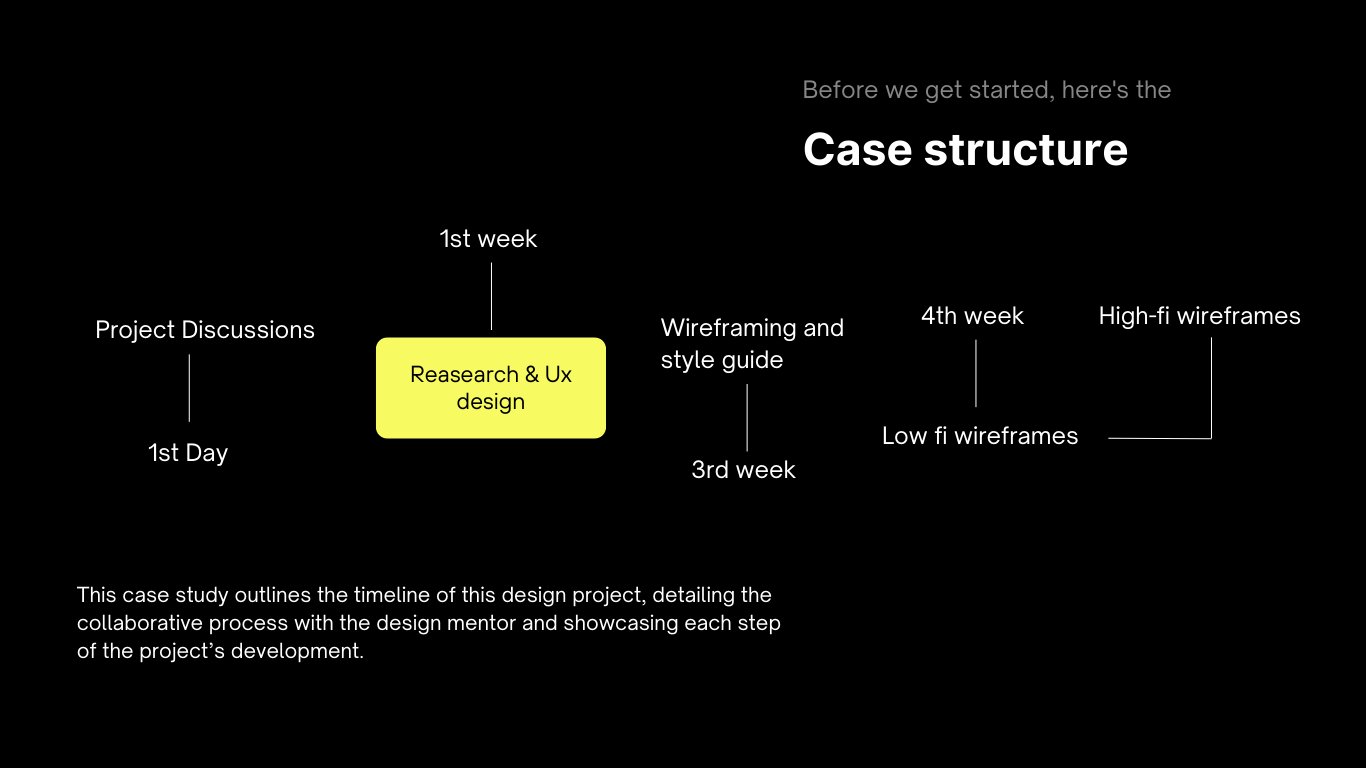 Before we get started, here's the
Case structure
1st week
Project Discussions
1st Day
Reasearch & Ux
design
Wireframing and
style guide
3rd week
4th week
Low fi wireframes
High-fi wireframes
This case study outlines the timeline of this design project, detailing the
collaborative process with the design mentor and showcasing each step
of the project’s development.